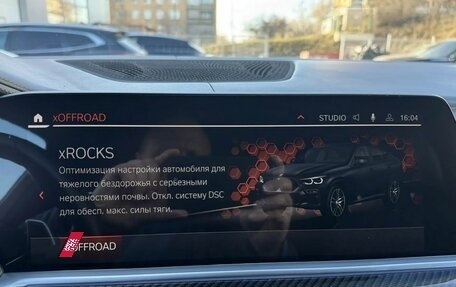 xOFFROAD
STUDIO 16:04
xROCKS
Оптимизация настройки автомобиля для
тяжелого бездорожья с серьезными
неровностями почвы. Откл. систему DSC
для обесп. макс. силы тяги.